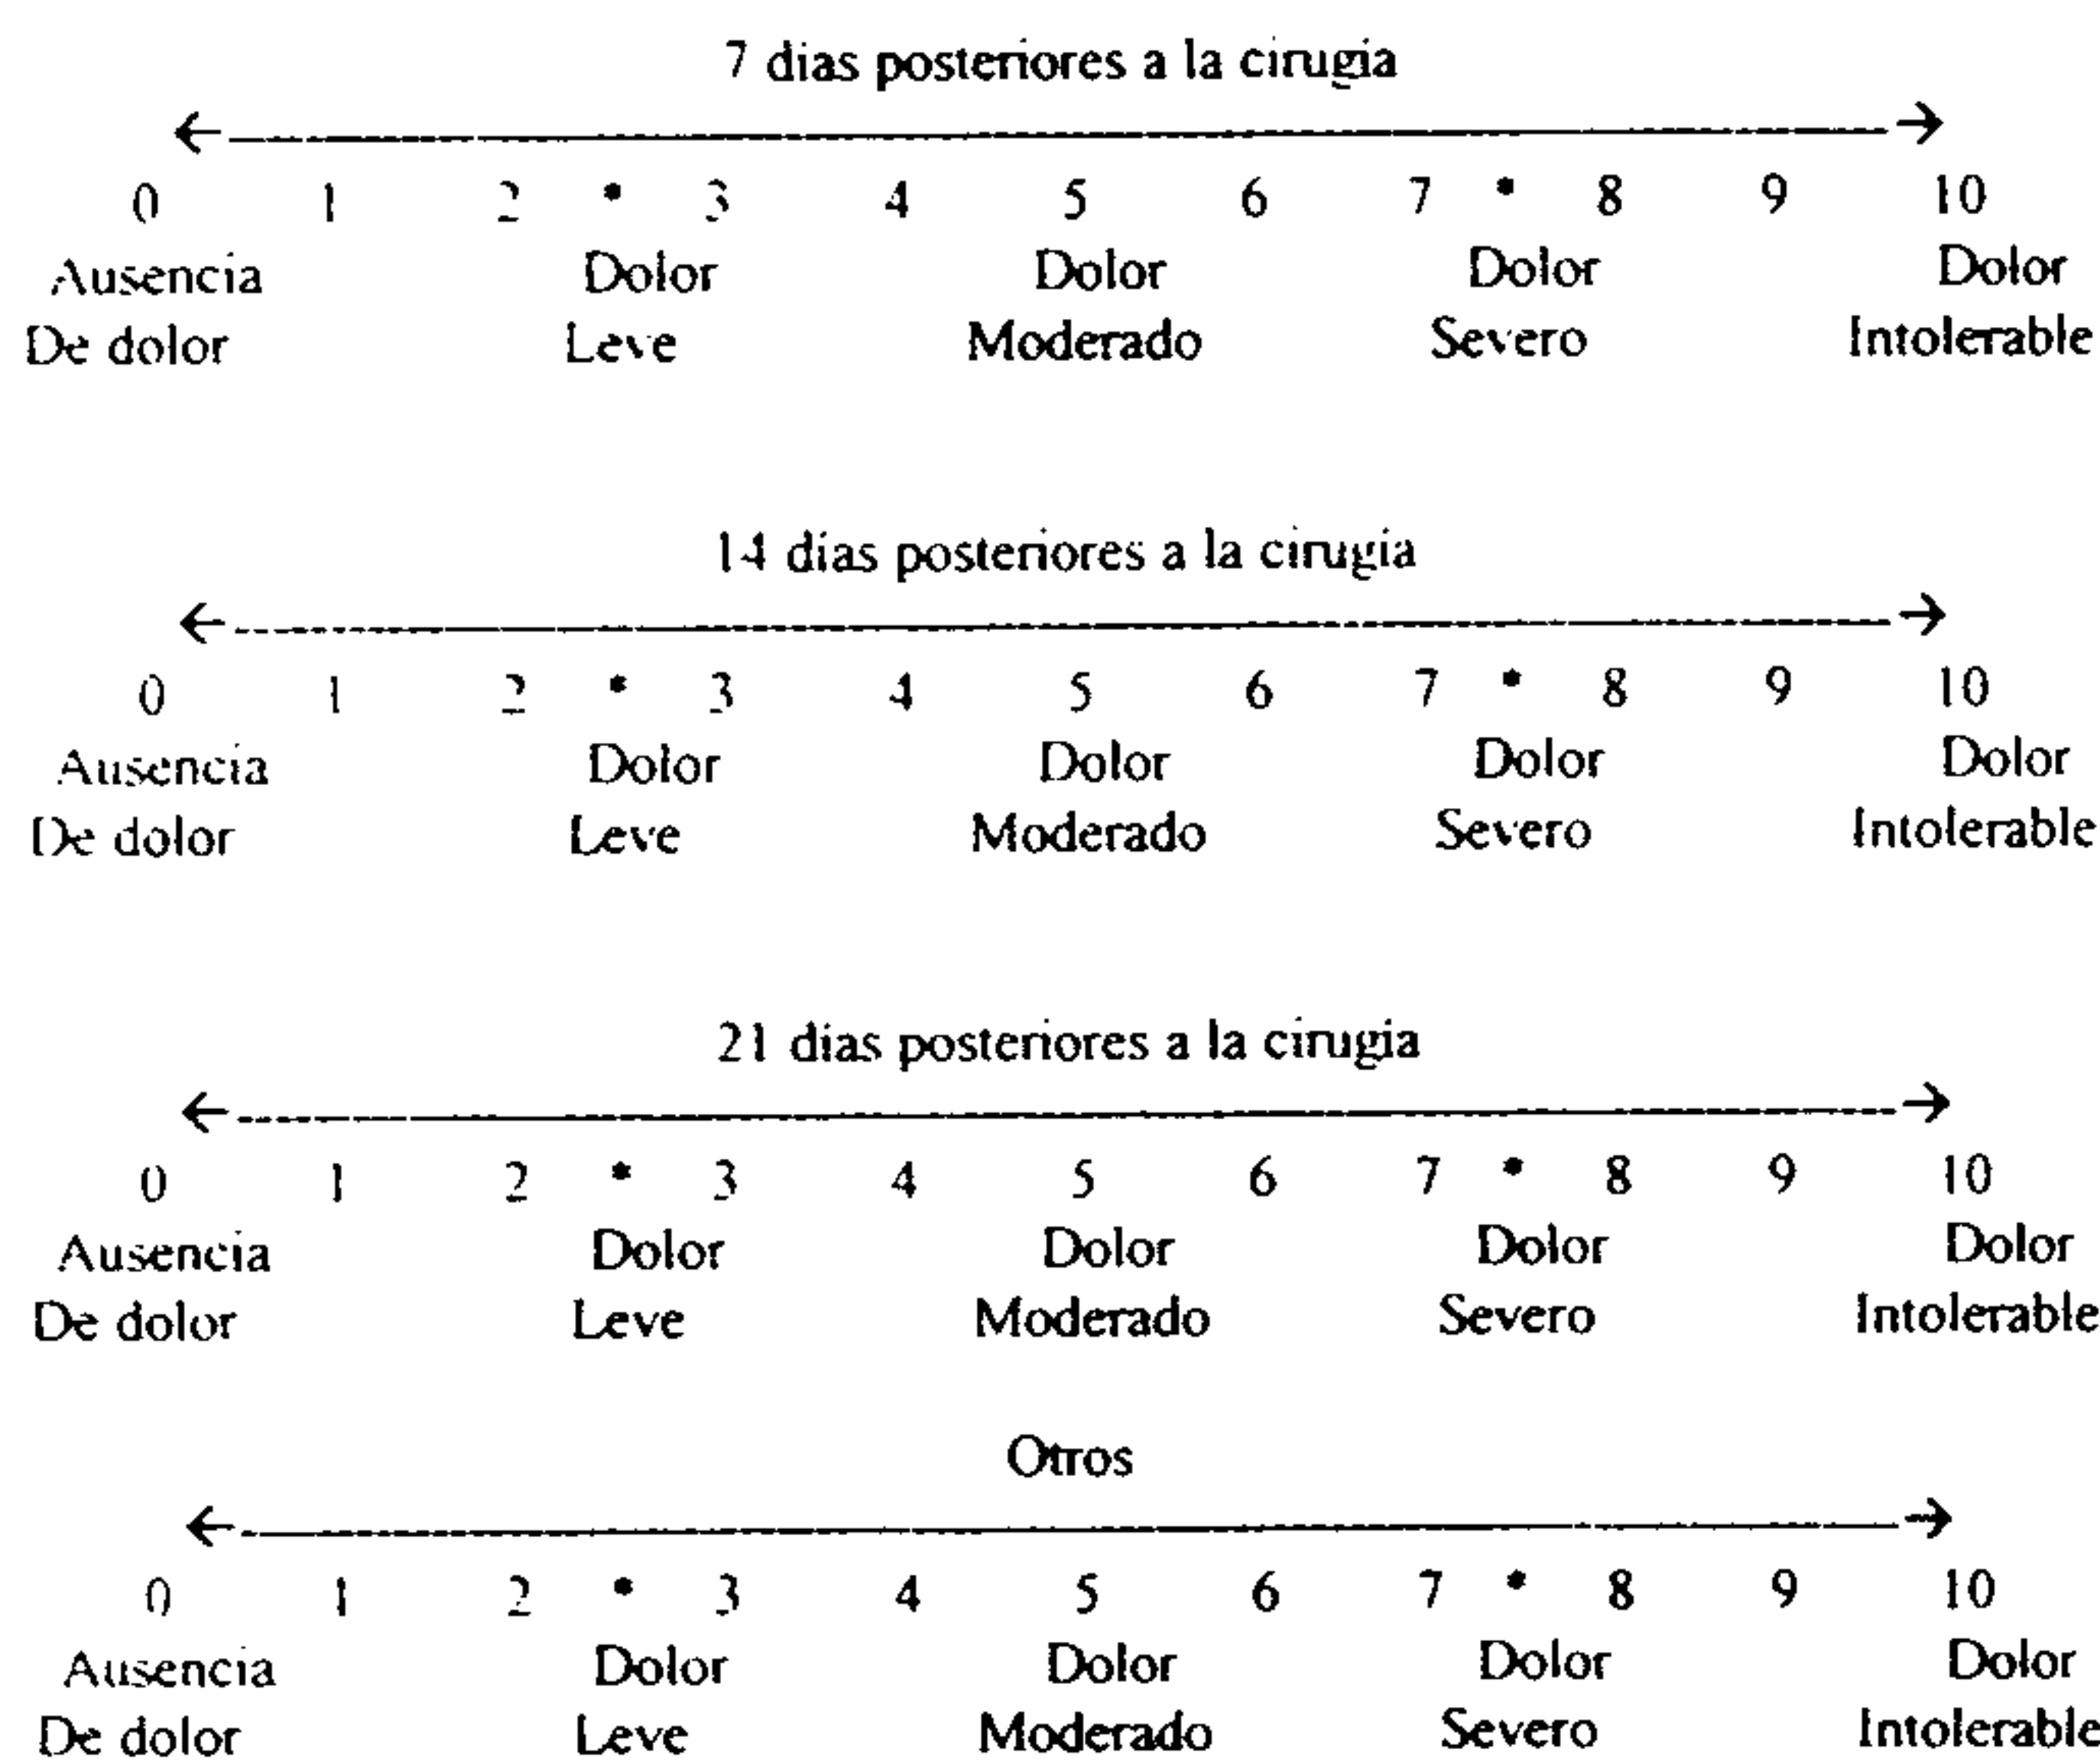 7 dias posteriores a la cirugia
0 1 2 • 3 4 5 6 7 • 8 9 10
Ausencia Dolor Dolor Dolor Dolor
De dolor Leve Moderado Severo Intolerable
14 dias posteriores a la cirugia
0 1 2 • 3 4 5 6 7 • 8 9 10
Ausencia Dolor Dolor Dolor Dolor
De dolor Leve Moderado Severo Intolerable
21 dias posteriores a la cirugia
0 1 2 • 3 4 5 6 7 • 8 9 10
Ausencia Dolor Dolor Dolor Dolor
De dolor Leve Moderado Severo Intolerable
Otros
0 1 2 • 3 4 5 6 7 • 8 9 10
Ausencia Dolor Dolor Dolor Dolor
De dolor Leve Moderado Severo Intolerable